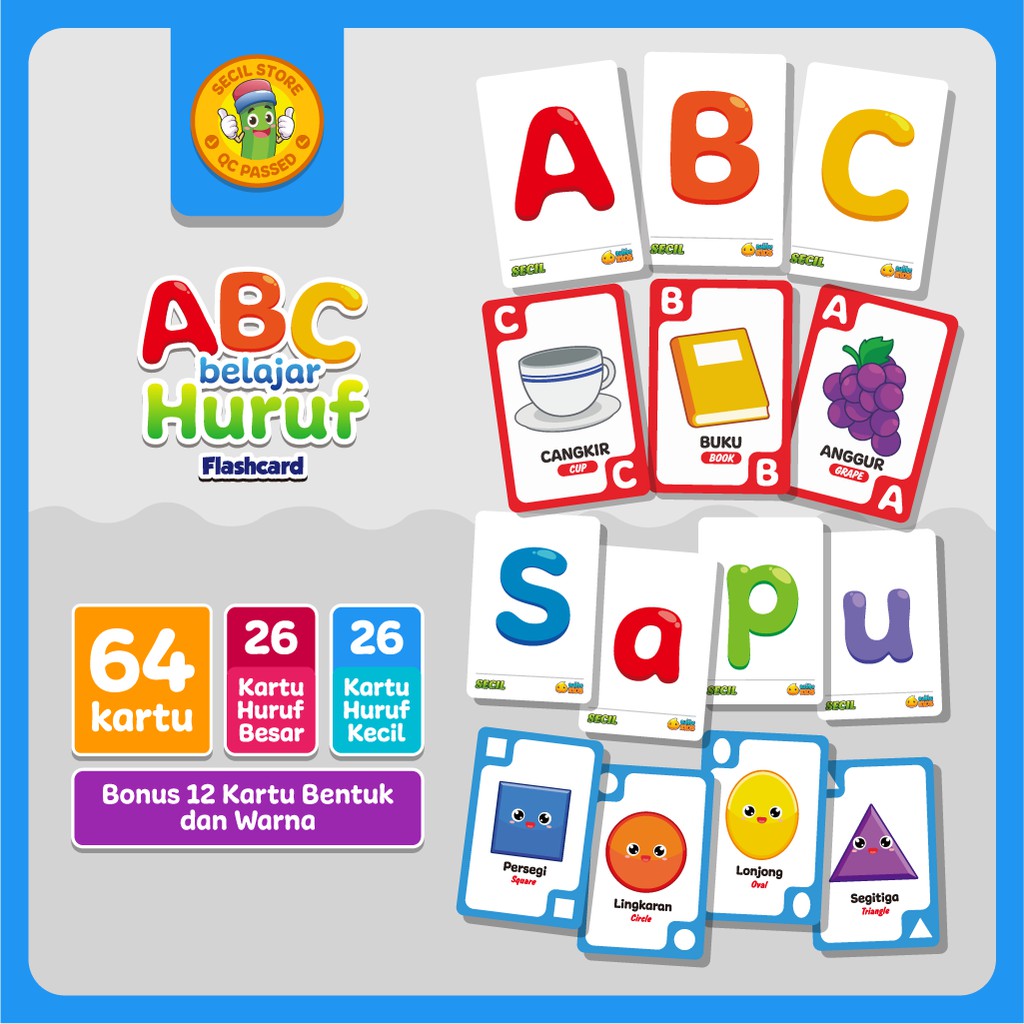 SECIL STORE
QC PASSED
ABC
belajar
Huruf
Flashcard
64
kartu
26
Kartu
Huruf
Besar
26
Kartu
Huruf
Kecil
Bonus 12 Kartu Bentuk
dan Warna
A
SECIL
B
SECIL
C
SECIL
C
CANGKIR
CUP
C
B
BUKU
BOOK
B
A
ANGGUR
GRAPE
A
s
SECIL
a
SECIL
p
SECIL
u
SECIL
Persegi
Square
Lingkaran
Circle
Lonjong
Oval
Segitiga
Triangle